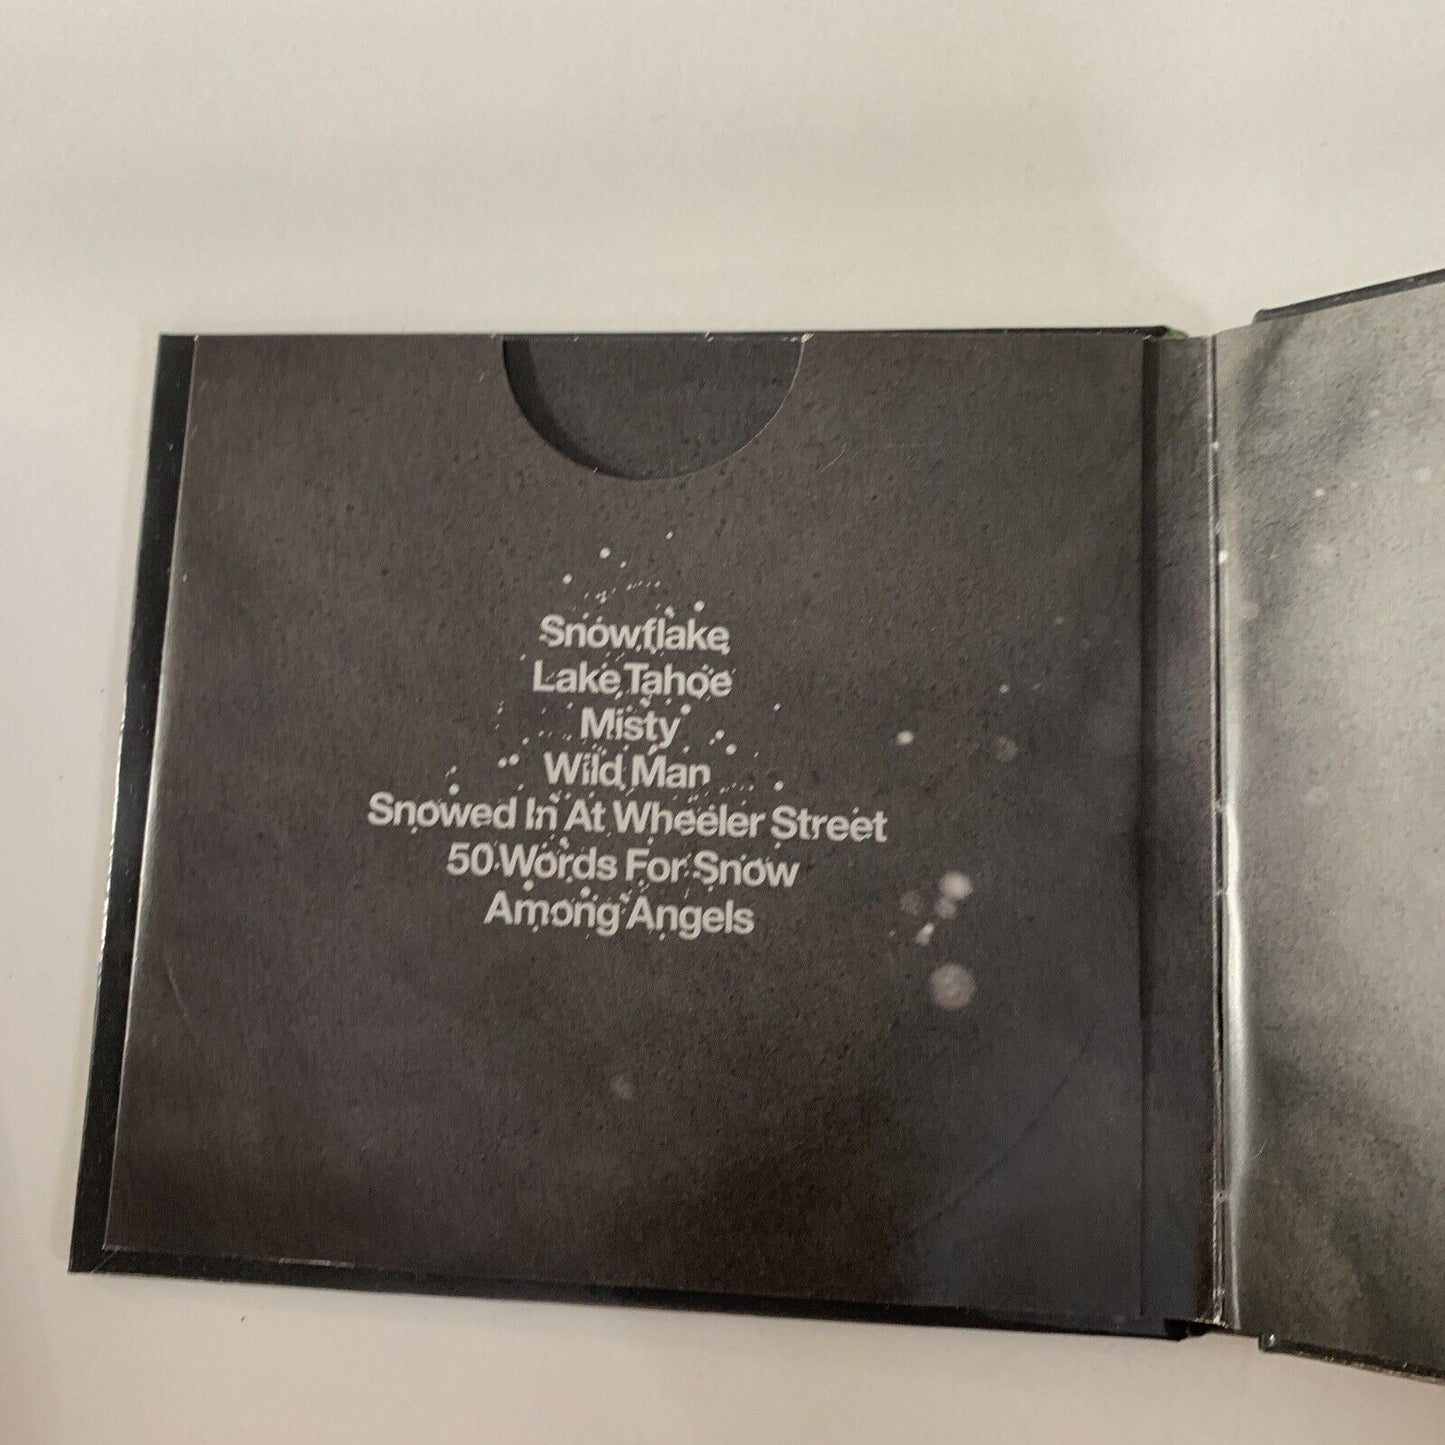 Snowflake
Lake Tahoe
Misty
Wild Man
Snowed In At Wheeler Street
50 Words For Snow
Among Angels